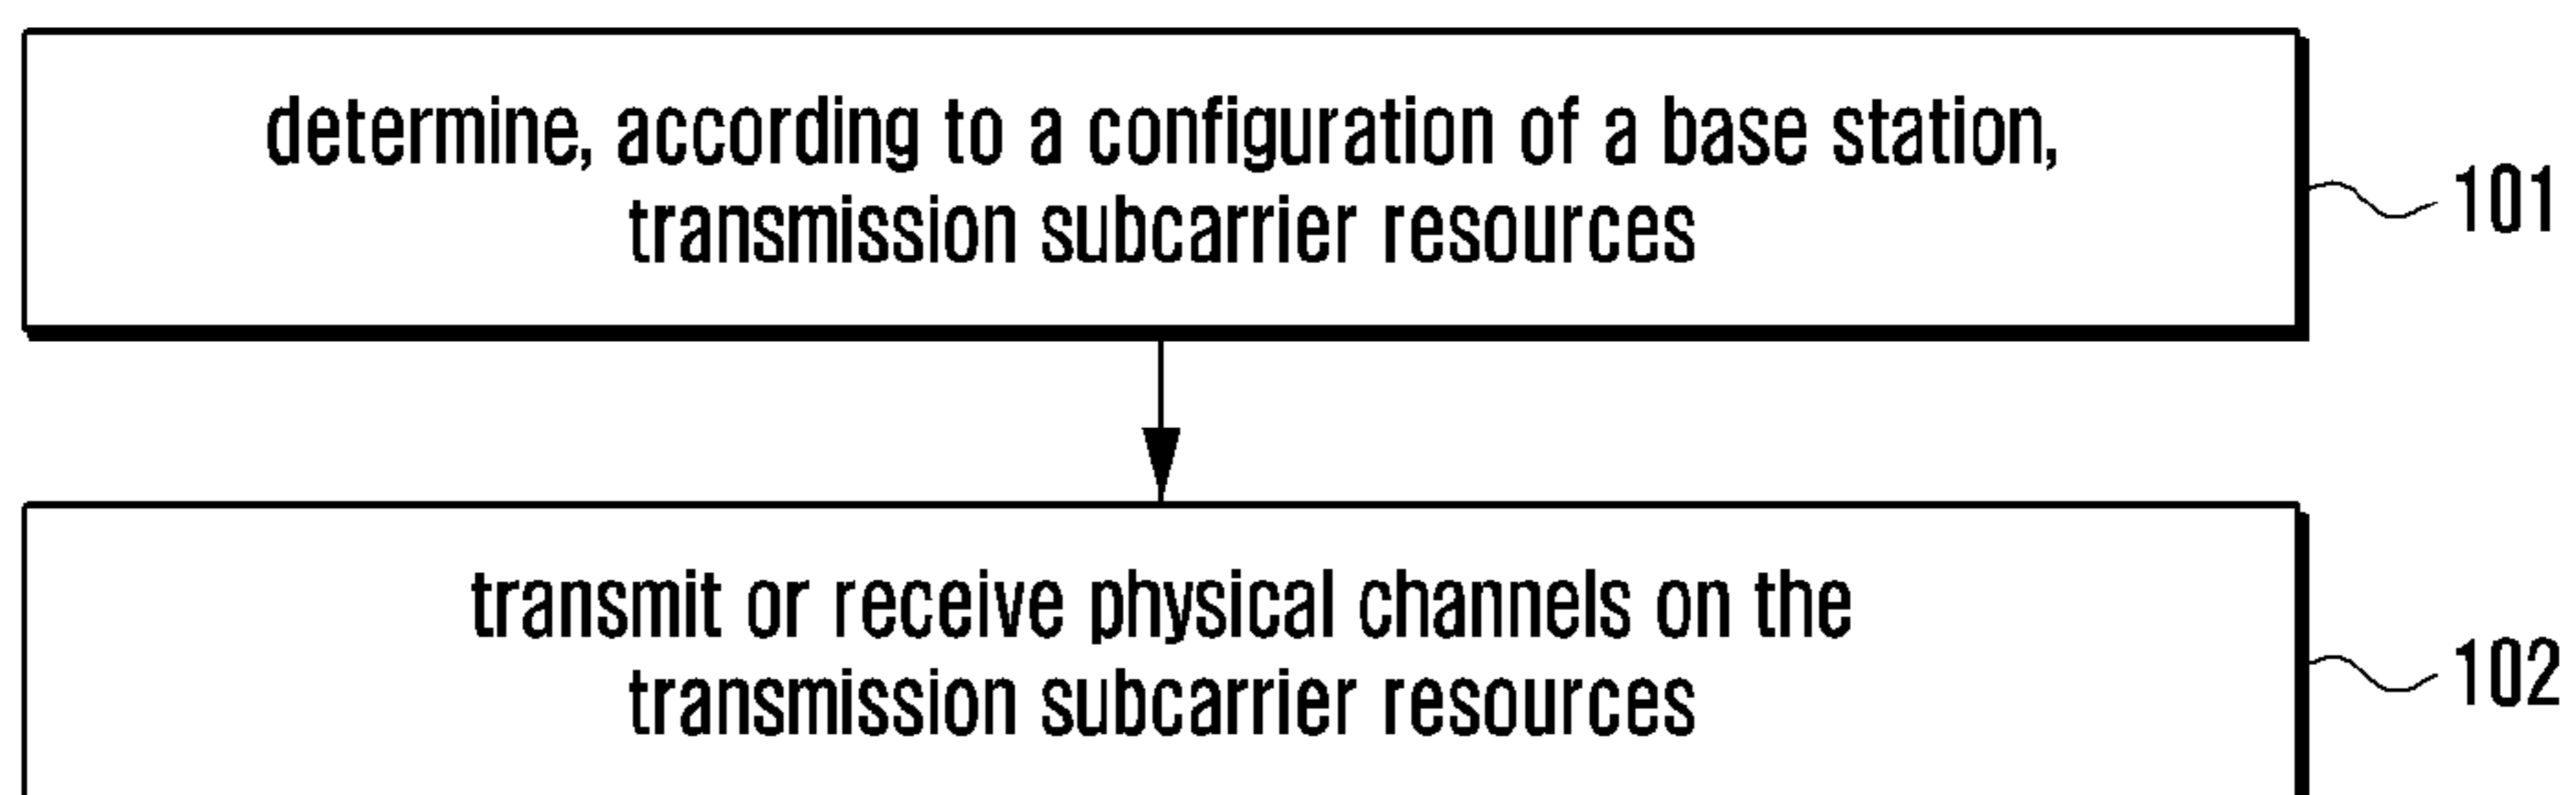 determine, according to a configuration of a base station,
transmission subcarrier resources
101
transmit or receive physical channels on the
transmission subcarrier resources
102